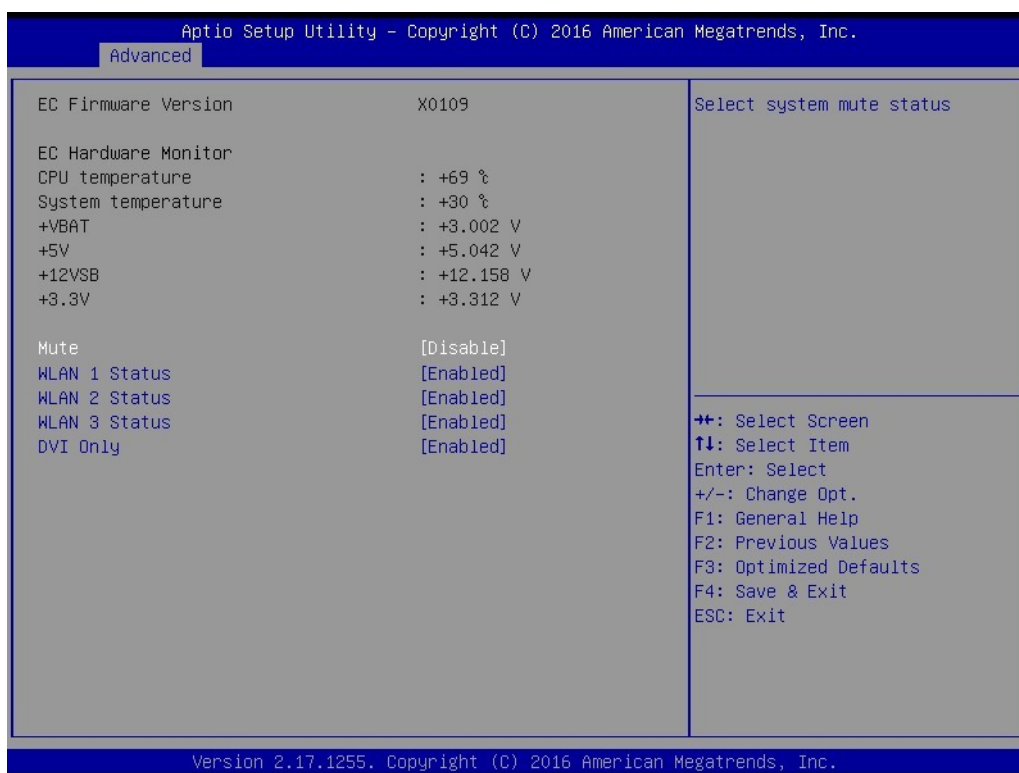 Aptio Setup Utility – Copyright (C) 2016 American Megatrends, Inc.
Advanced
EC Firmware Version X0109
EC Hardware Monitor
CPU temperature : +69 ℃
System temperature : +30 ℃
+VBAT : +3.002 V
+5V : +5.042 V
+12VSB : +12.158 V
+3.3V : +3.312 V
Mute [Disable]
WLAN 1 Status [Enabled]
WLAN 2 Status [Enabled]
WLAN 3 Status [Enabled]
DVI Only [Enabled]
Select system mute status
→←: Select Screen
↑↓: Select Item
Enter: Select
+/-: Change Opt.
F1: General Help
F2: Previous Values
F3: Optimized Defaults
F4: Save & Exit
ESC: Exit
Version 2.17.1255. Copyright (C) 2016 American Megatrends, Inc.